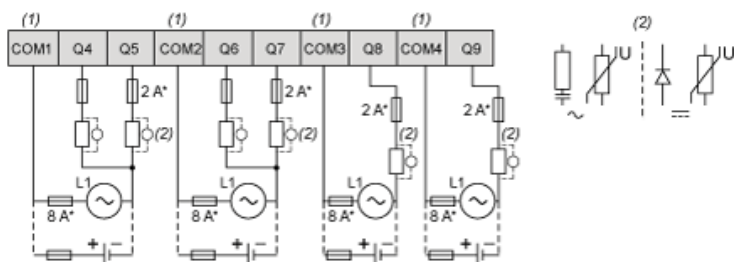 (1) (1) (1) (1) (2)
COM1 Q4 Q5 COM2 Q6 Q7 COM3 Q8 COM4 Q9
U U
2 A* 2 A*
2 A* 2 A*
(2) (2) (2) (2)
~
L1 L1 L1 L1
~ ~ ~ ~
8 A* 8 A* 8 A* 8 A*
+ − + − + − + −